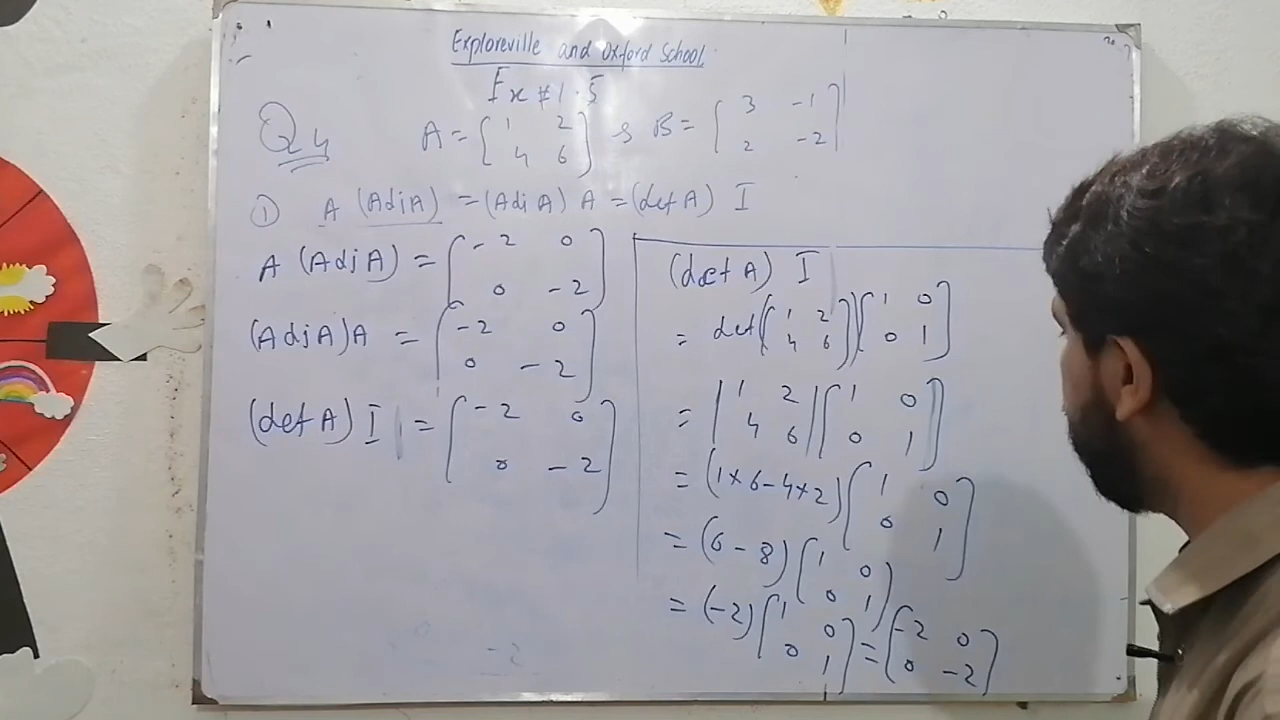 Exploreville and Oxford School.
Ex # 1.5
Q4 A = [1 2 4 6] & B = [3 -1 2 -2]
① A (Adj A) = (Adj A) A = (det A) I
A (Adj A) = [-2 0 0 -2]
(Adj A) A = [-2 0 0 -2]
(det A) I = [-2 0 0 -2]
(det A) I
= det [1 2 4 6] [1 0 0 1]
= |1 2 4 6| [1 0 0 1]
= (1×6-4×2) [1 0 0 1]
= (6-8) [1 0 0 1]
= (-2) [1 0 0 1] = [-2 0 0 -2]
-2